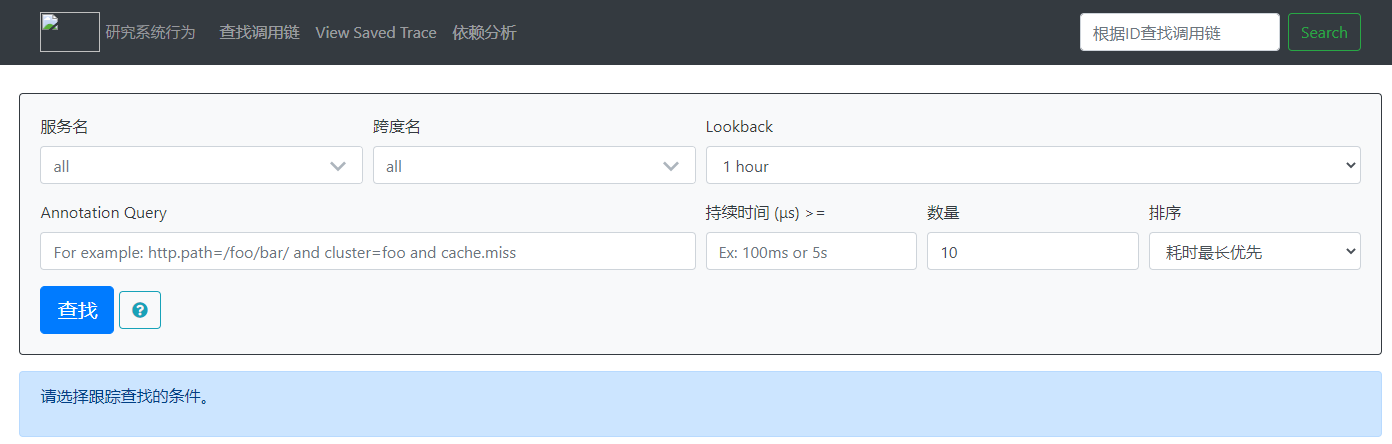 研究系统行为 查找调用链 View Saved Trace 依赖分析 根据ID查找调用链 Search
服务名 跨度名 Lookback
all all 1 hour
Annotation Query 持续时间 (μs) >= 数量 排序
For example: http.path=/foo/bar/ and cluster=foo and cache.miss Ex: 100ms or 5s 10 耗时最长优先
查找 ?
请选择跟踪查找的条件。